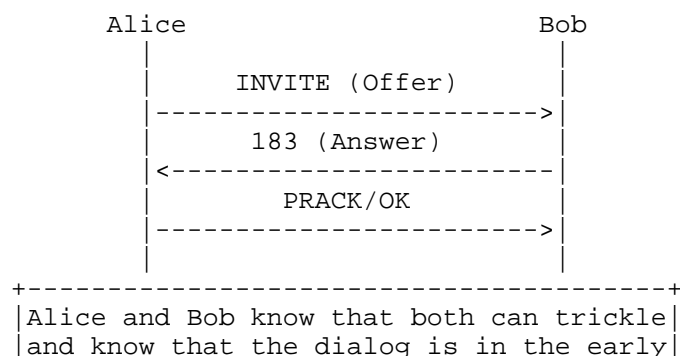 Alice Bob
INVITE (Offer)
183 (Answer)
PRACK/OK
Alice and Bob know that both can trickle
and know that the dialog is in the early